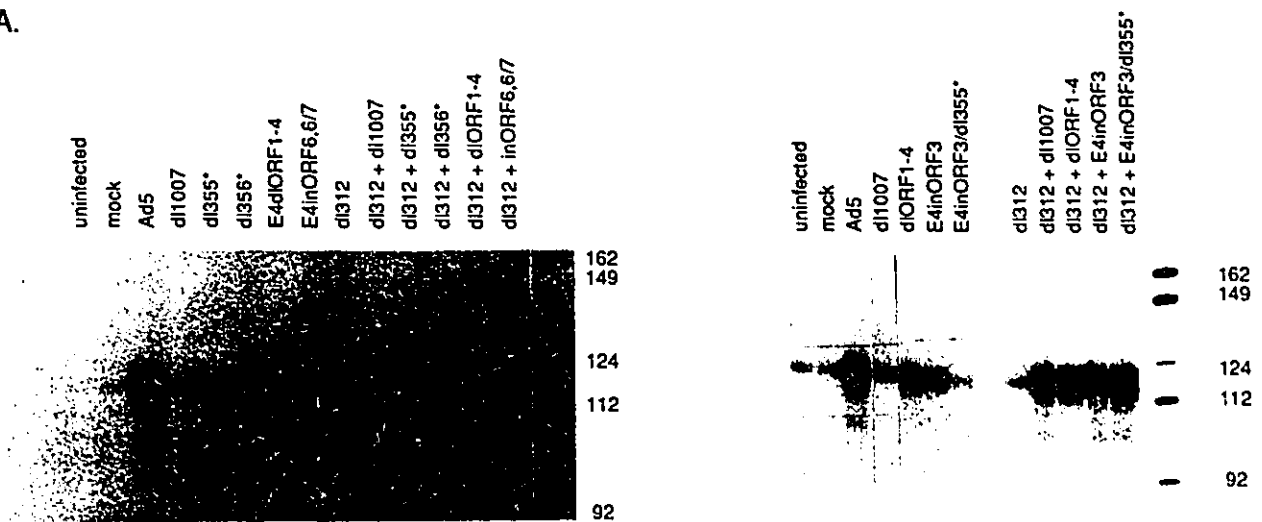 A.
uninfected
mock
Ad5
dl1007
dl355*
dl356*
E4dlORF1-4
E4inORF6,6/7
dl312
dl312 + dl1007
dl312 + dl355*
dl312 + dl356*
dl312 + dlORF1-4
dl312 + inORF6,6/7
162
149
124
112
92
uninfected
mock
Ad5
dl1007
dlORF1-4
E4inORF3
E4inORF3/dl355*
dl312
dl312 + dl1007
dl312 + dlORF1-4
dl312 + E4inORF3
dl312 + E4inORF3/dl355*
162
149
124
112
92